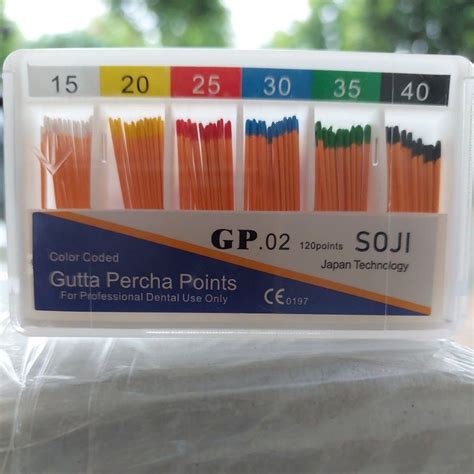 15 20 25 30 35 40
GP.02 120points SOJI
Color Coded Japan Technology
Gutta Percha Points
For Professional Dental Use Only CE 0197